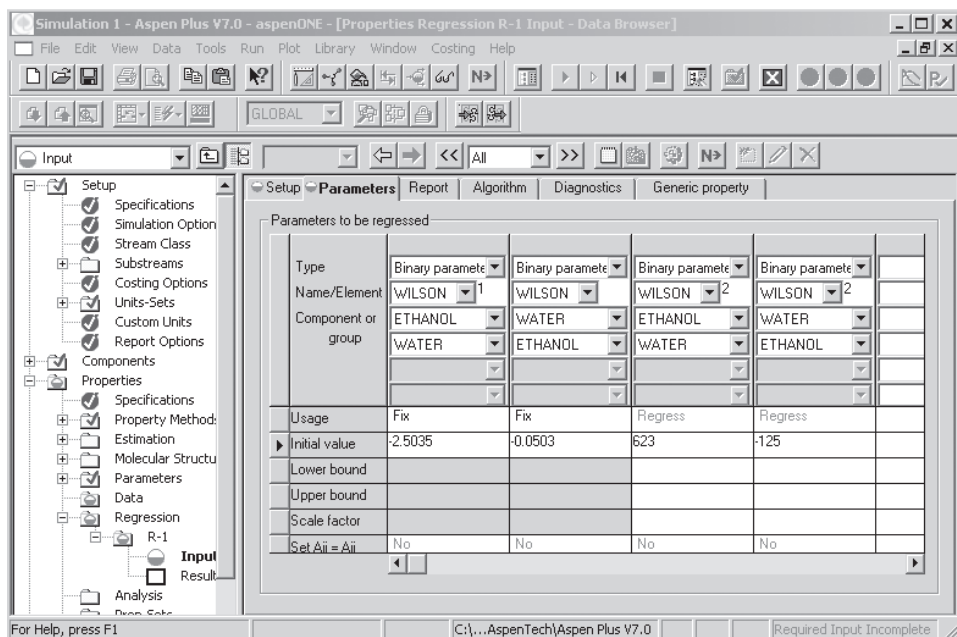 Simulation 1 - Aspen Plus V7.0 - aspenONE - [Properties Regression R-1 Input - Data Browser]
File Edit View Data Tools Run Plot Library Window Costing Help
N
GLOBAL
Input All N
Setup
Specifications
Simulation Option
Stream Class
Substreams
Costing Options
Units-Sets
Custom Units
Report Options
Components
Properties
Specifications
Property Method
Estimation
Molecular Structu
Parameters
Data
Regression
R-1
Input
Result
Analysis
Prop-Sets
Setup Parameters Report Algorithm Diagnostics Generic property
Parameters to be regressed
Type Binary paramete Binary paramete Binary paramete Binary paramete
Name/Element WILSON 1 WILSON WILSON 2 WILSON 2
Component or group ETHANOL WATER ETHANOL WATER
WATER ETHANOL WATER ETHANOL
Usage Fix Fix Regress Regress
Initial value -2.5035 -0.0503 623 -125
Lower bound
Upper bound
Scale factor
Set Aij = Aji No No No No
For Help, press F1 C:\...AspenTech\Aspen Plus V7.0 Required Input Incomplete